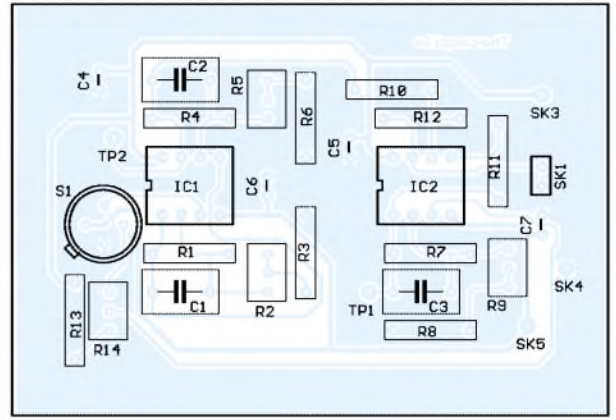 C2
C4
R5
R6
R10
R4
R12
SK3
TP2
C5
R11
IC1
C6
IC2
SK1
S1
C7
R1
R3
R7
C1
R2
TP1
C3
R9
SK4
R13
R14
R8
SK5